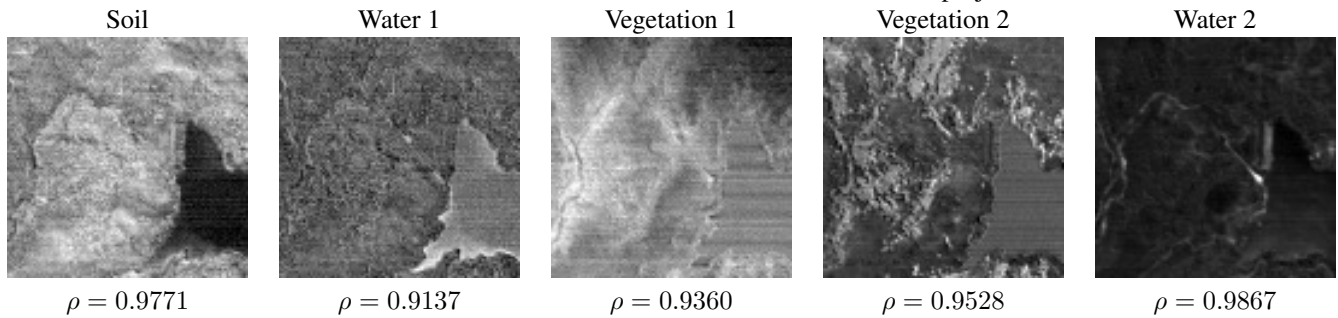 Soil Water 1 Vegetation 1 Vegetation 2 Water 2
ρ = 0.9771 ρ = 0.9137 ρ = 0.9360 ρ = 0.9528 ρ = 0.9867